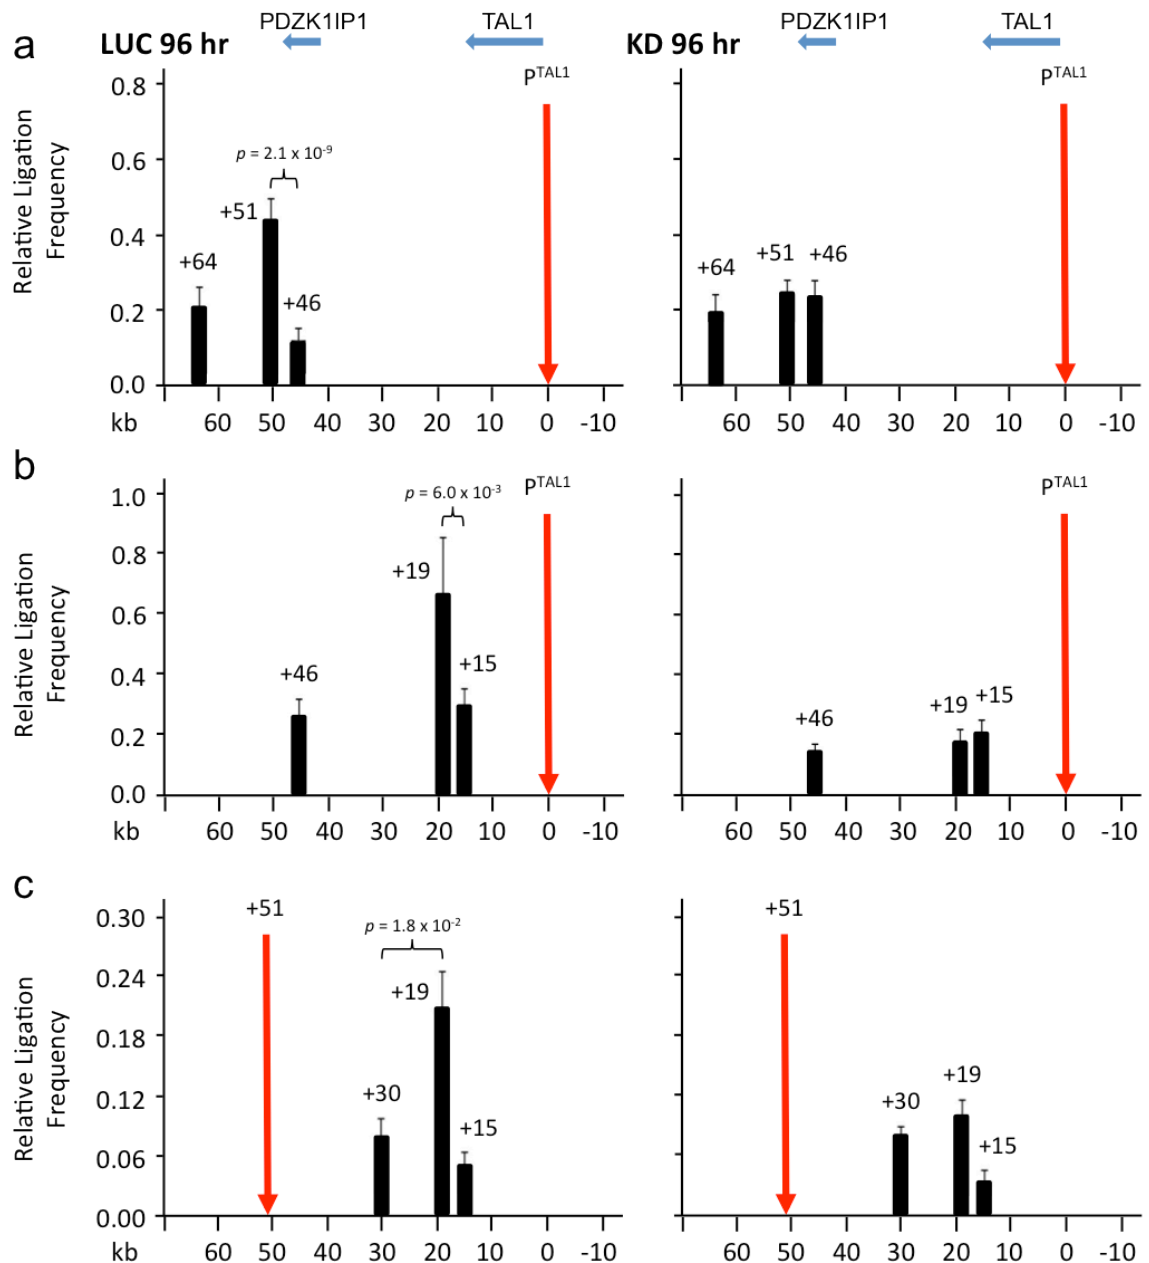 PDZK1IP1 TAL1 PDZK1IP1 TAL1
a LUC 96 hr KD 96 hr
Relative Ligation
Frequency
0.8
0.6
0.4
0.2
0.0
p = 2.1 x 10-9
+64 +51 +46
PTAL1
kb 60 50 40 30 20 10 0 -10
+64 +51 +46
PTAL1
60 50 40 30 20 10 0 -10
b
Relative Ligation
Frequency
1.0
0.8
0.6
0.4
0.2
0.0
p = 6.0 x 10-3
+46 +19 +15
PTAL1
kb 60 50 40 30 20 10 0 -10
+46 +19 +15
PTAL1
60 50 40 30 20 10 0 -10
c
Relative Ligation
Frequency
0.30
0.24
0.18
0.12
0.06
0.00
+51
p = 1.8 x 10-2
+30 +19 +15
kb 60 50 40 30 20 10 0 -10
+51
+30 +19 +15
60 50 40 30 20 10 0 -10